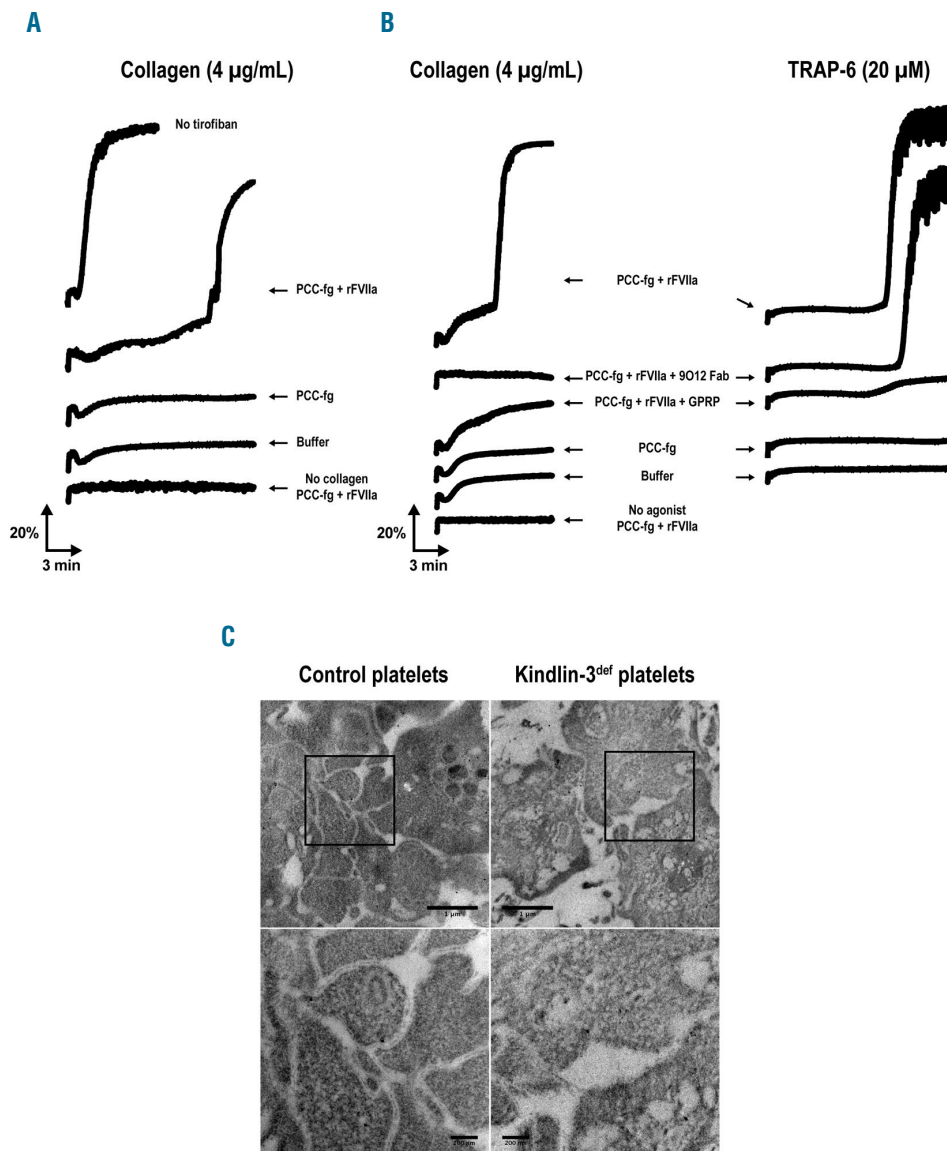 A
B
Collagen (4 µg/mL)
Collagen (4 µg/mL)
TRAP-6 (20 µM)
No tirofiban
PCC-fg + rFVIIa
PCC-fg
Buffer
No collagen
PCC-fg + rFVIIa
20%
3 min
PCC-fg + rFVIIa
PCC-fg + rFVIIa + 9O12 Fab
PCC-fg + rFVIIa + GPRP
PCC-fg
Buffer
No agonist
PCC-fg + rFVIIa
20%
3 min
C
Control platelets
Kindlin-3def platelets
1 µm
1 µm
200 µm
200